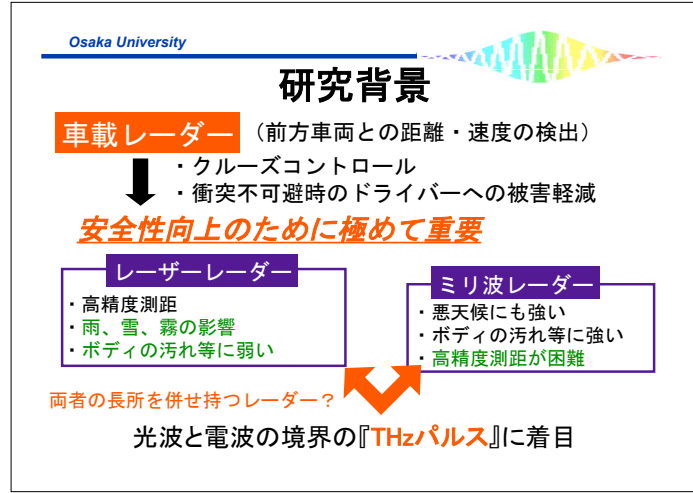 Osaka University
研究背景
車載レーダー (前方車両との距離・速度の検出)
・クルーズコントロール
・衝突不可避時のドライバーへの被害軽減
安全性向上のために極めて重要
レーザーレーダー
・高精度測距
・雨、雪、霧の影響
・ボディの汚れ等に弱い
ミリ波レーダー
・悪天候にも強い
・ボディの汚れ等に強い
・高精度測距が困難
両者の長所を併せ持つレーダー？
光波と電波の境界の『THzパルス』に着目